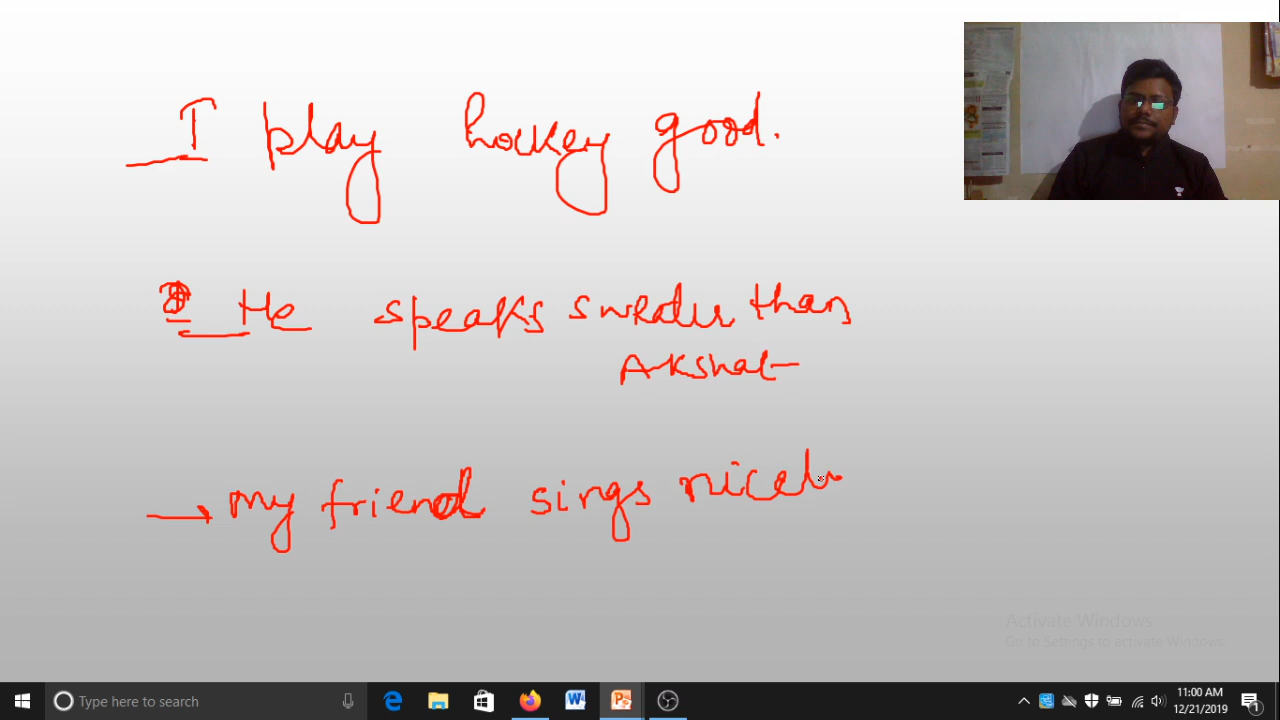 I play hockey good.
He speaks sweeter than
Akshat
→ My friend sings nicel
Activate Windows
Go to Settings to activate Windows.
Type here to search
11:00 AM
12/21/2019